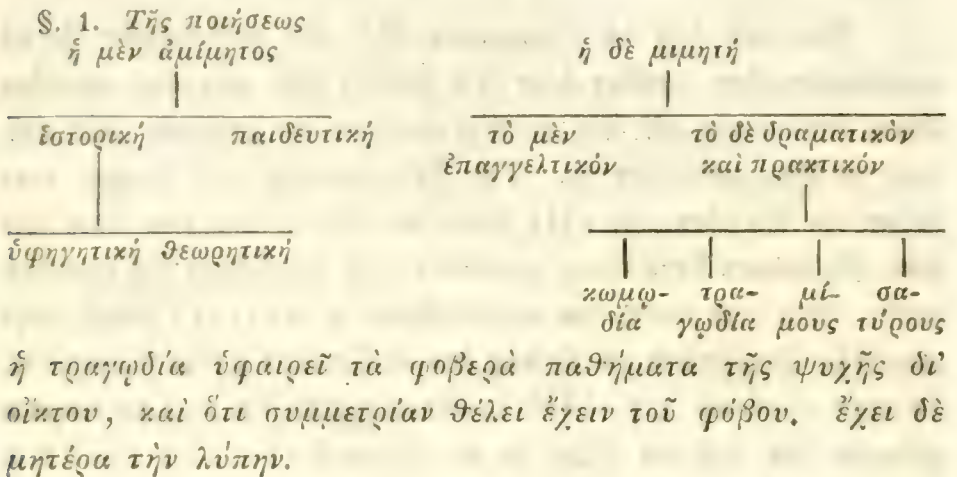 §. 1. Τῆς ποιήσεως
ἡ μὲν ἀμίμητος ἡ δὲ μιμητή
ἱστορική παιδευτική τὸ μὲν τὸ δὲ δραματικὸν
ἐπαγγελτικόν καὶ πρακτικόν
ὑφηγητική θεωρητική
κωμῳ- τρα- μί- σα-
δία γῳδία μους τύρους
ἡ τραγῳδία ὑφαιρεῖ τὰ φοβερὰ παθήματα τῆς ψυχῆς δι’
οἴκτου, καὶ ὅτι συμμετρίαν θέλει ἔχειν τοῦ φόβου. ἔχει δὲ
μητέρα τὴν λύπην.